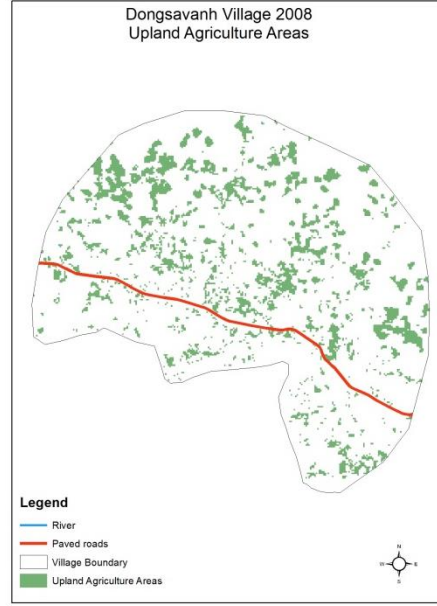 Dongsavanh Village 2008
Upland Agriculture Areas
Legend
River
Paved roads
Village Boundary
Upland Agriculture Areas
N
W E
S